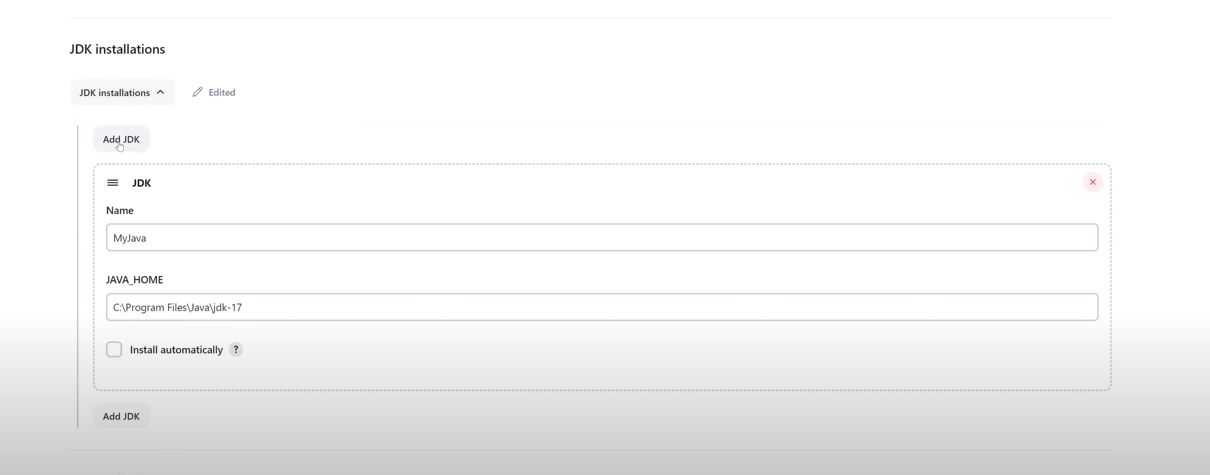 JDK installations
JDK installations
Edited
Add JDK
JDK
Name
MyJava
JAVA_HOME
C:\Program Files\Java\jdk-17
Install automatically ?
Add JDK